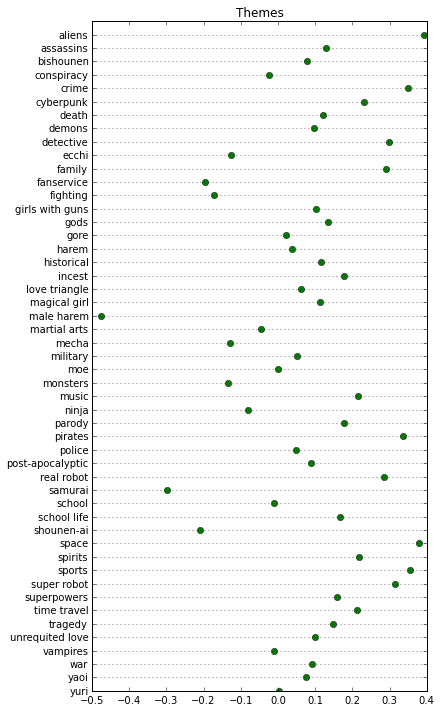 Themes
aliens
assassins
bishounen
conspiracy
crime
cyberpunk
death
demons
detective
ecchi
family
fanservice
fighting
girls with guns
gods
gore
harem
historical
incest
love triangle
magical girl
male harem
martial arts
mecha
military
moe
monsters
music
ninja
parody
pirates
police
post-apocalyptic
real robot
samurai
school
school life
shounen-ai
space
spirits
sports
super robot
superpowers
time travel
tragedy
unrequited love
vampires
war
yaoi
yuri
−0.5 −0.4 −0.3 −0.2 −0.1 0.0 0.1 0.2 0.3 0.4